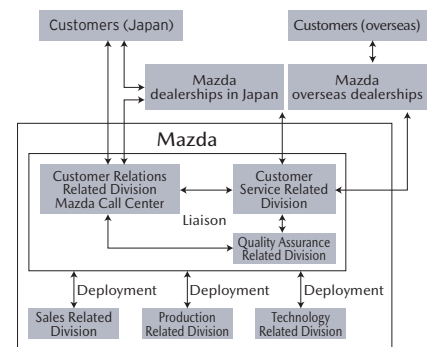 Customers (Japan)
Customers (overseas)
Mazda
dealerships in Japan
Mazda
overseas dealerships
Mazda
Customer Relations
Related Division
Mazda Call Center
Customer
Service Related
Division
Liaison
Quality Assurance
Related Division
Deployment
Deployment
Deployment
Sales Related
Division
Production
Related Division
Technology
Related Division